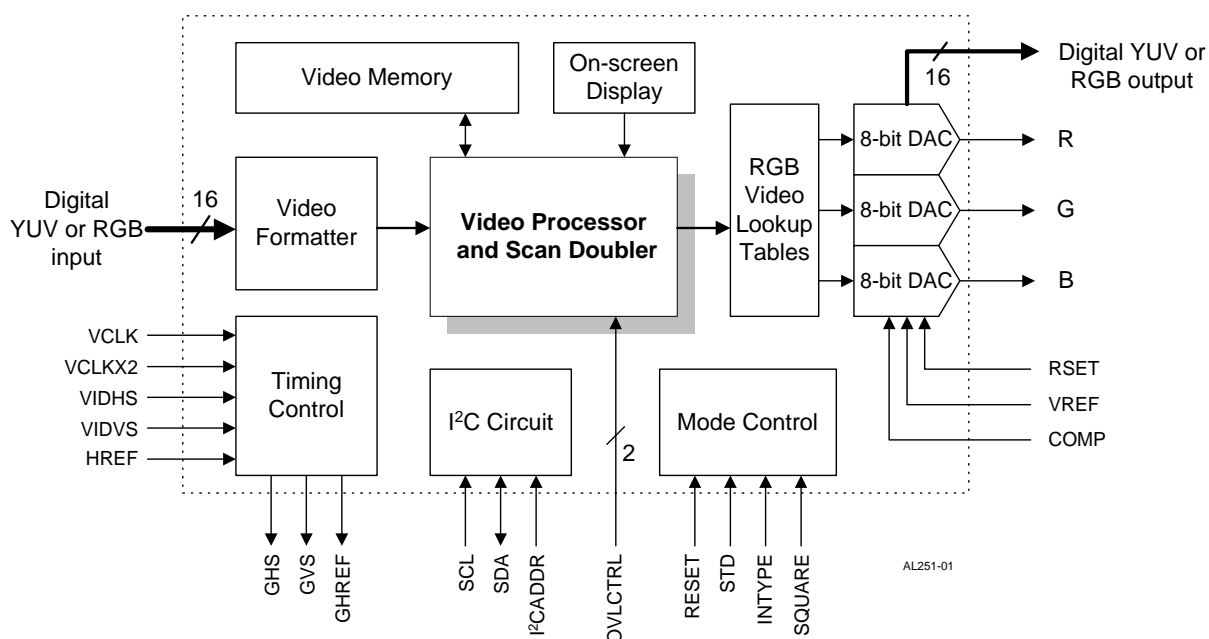 Video Memory
On-screen
Display
16
Digital YUV or
RGB output
8-bit DAC
R
Digital
YUV or RGB
input
16
Video
Formatter
Video Processor
and Scan Doubler
RGB
Video
Lookup
Tables
8-bit DAC
G
8-bit DAC
B
VCLK
VCLKX2
VIDHS
VIDVS
HREF
Timing
Control
I²C Circuit
2
Mode Control
RSET
VREF
COMP
GHS
GVS
GHREF
SCL
SDA
I²CADDR
OVLCTRL
RESET
STD
INTYPE
SQUARE
AL251-01